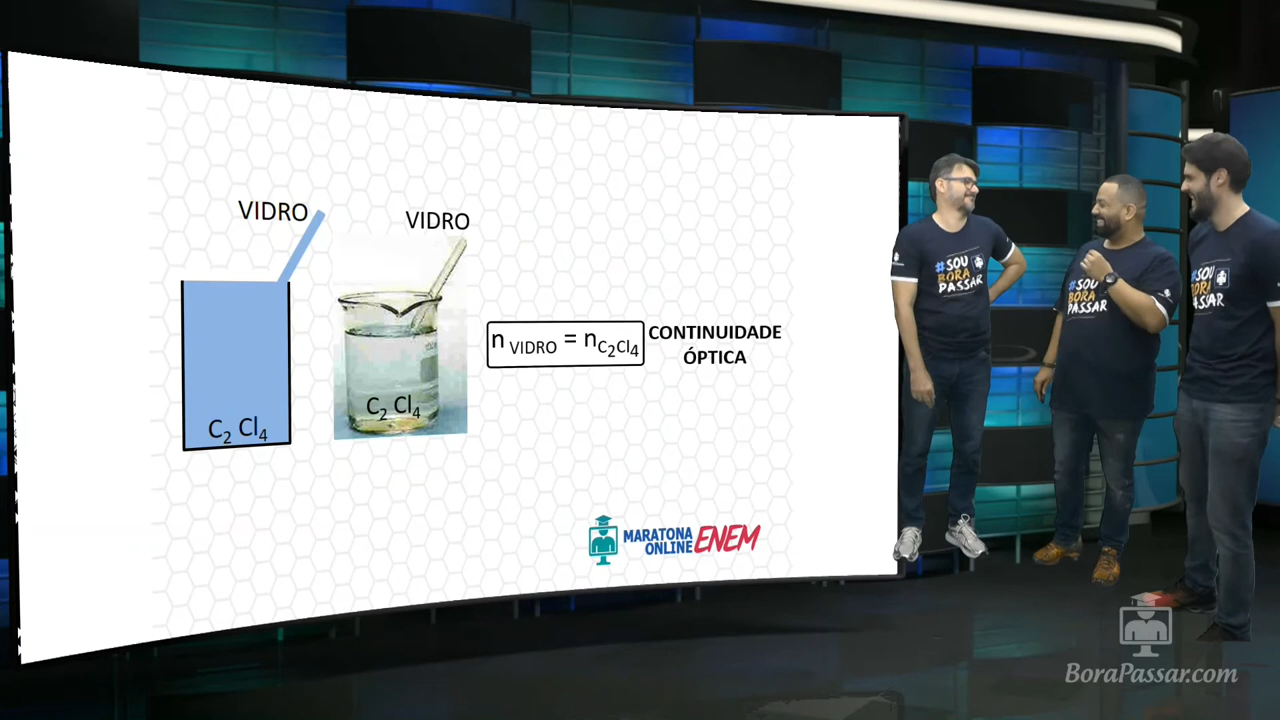 VIDRO
VIDRO
C₂ Cl₄
C₂ Cl₄
n VIDRO = n C₂Cl₄
CONTINUIDADE
ÓPTICA
MARATONA
ONLINE
ENEM
#SOU
BORA
PASSAR
#SOU
BORA
PASSAR
#SOU
BORA
PASSAR
BoraPassar.com